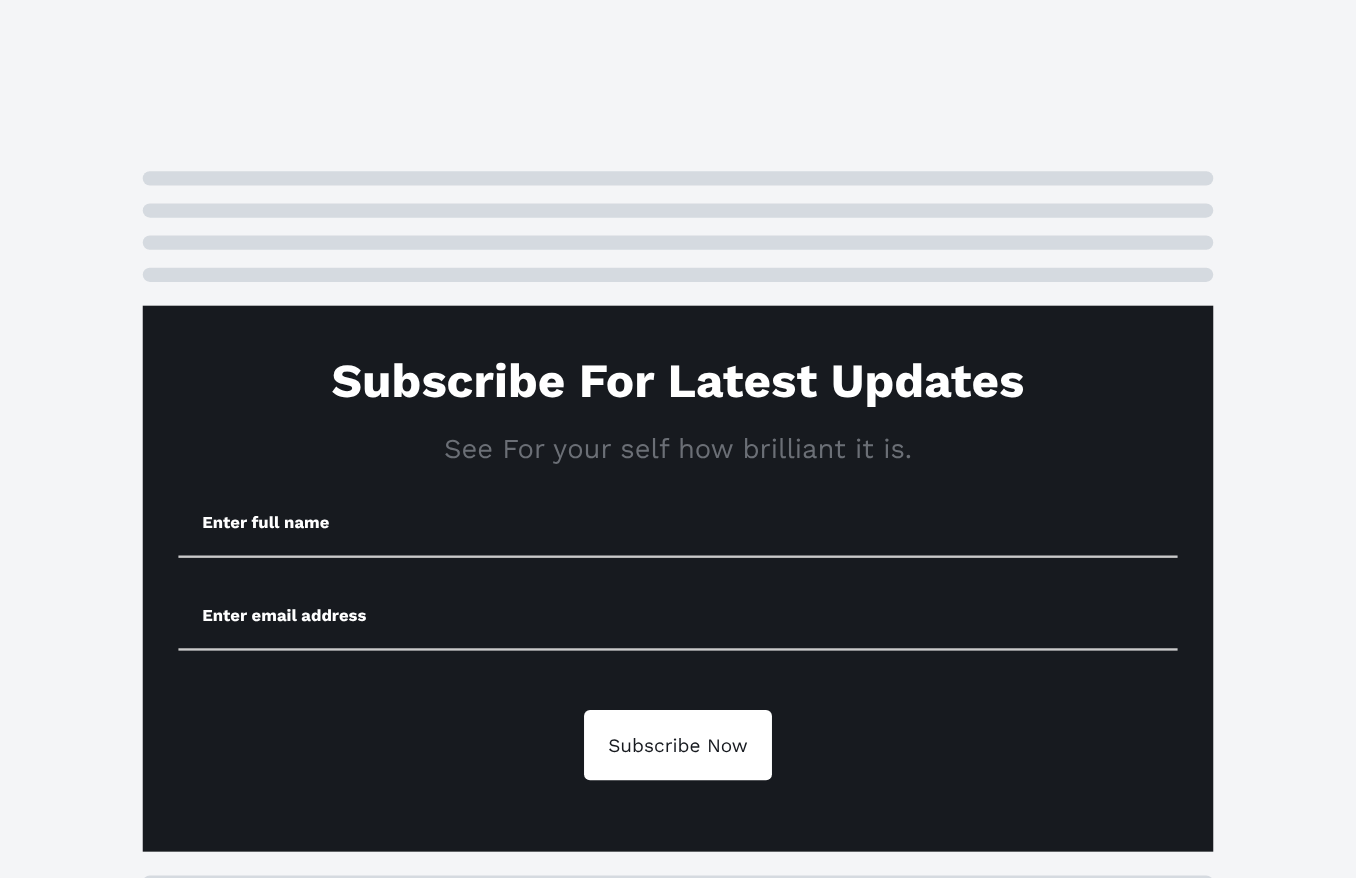 Subscribe For Latest Updates
See For your self how brilliant it is.
Enter full name
Enter email address
Subscribe Now